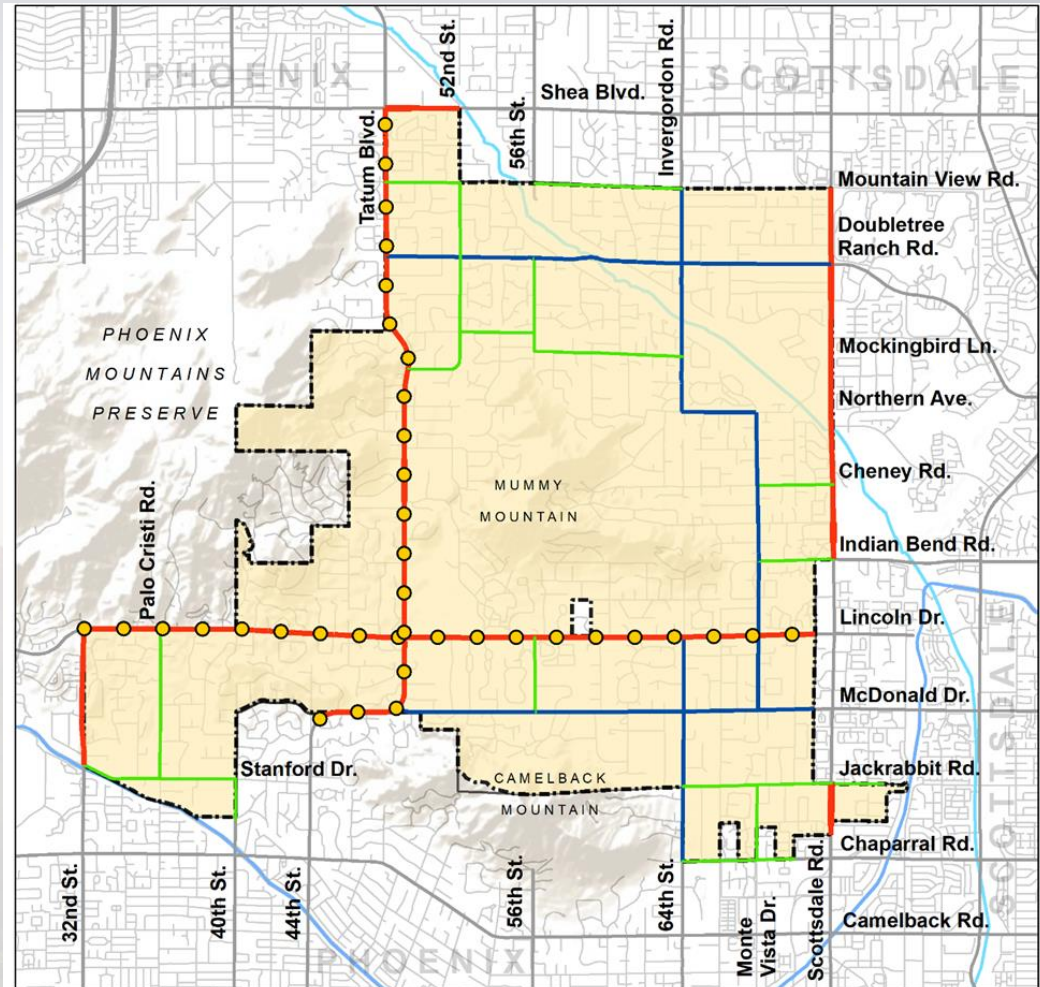 PHOENIX
SCOTTSDALE
52nd St.
Shea Blvd.
56th St.
Invergordon Rd.
Tatum Blvd.
Mountain View Rd.
Doubletree
Ranch Rd.
PHOENIX
MOUNTAINS
PRESERVE
Mockingbird Ln.
Northern Ave.
Cheney Rd.
MUMMY
MOUNTAIN
Palo Cristi Rd.
Indian Bend Rd.
Lincoln Dr.
McDonald Dr.
SCOTTSDALE
Stanford Dr.
Jackrabbit Rd.
CAMELBACK
MOUNTAIN
Chaparral Rd.
32nd St.
40th St.
44th St.
56th St.
64th St.
Monte
Vista Dr.
Scottsdale Rd.
Camelback Rd.
PHOENIX